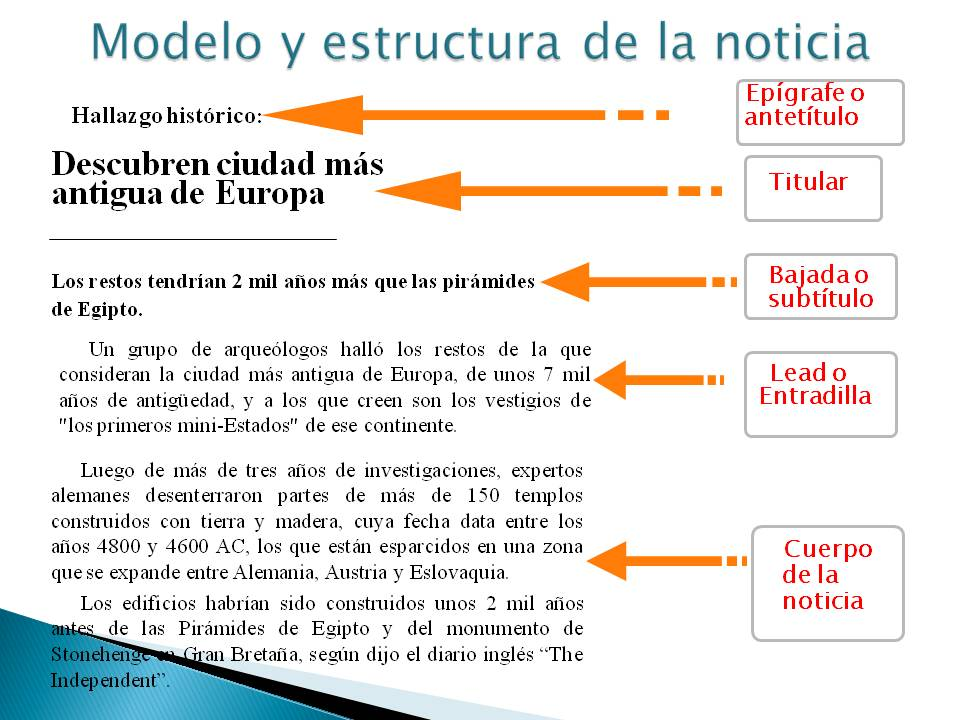 Modelo y estructura de la noticia
Hallazgo histórico:
Epígrafe o
antetítulo
Descubren ciudad más
antigua de Europa
Titular
Los restos tendrían 2 mil años más que las pirámides
de Egipto.
Bajada o
subtítulo
Un grupo de arqueólogos halló los restos de la que
consideran la ciudad más antigua de Europa, de unos 7 mil
años de antigüedad, y a los que creen son los vestigios de
"los primeros mini-Estados" de ese continente.
Lead o
Entradilla
Luego de más de tres años de investigaciones, expertos
alemanes desenterraron partes de más de 150 templos
construidos con tierra y madera, cuya fecha data entre los
años 4800 y 4600 AC, los que están esparcidos en una zona
que se expande entre Alemania, Austria y Eslovaquia.
Los edificios habrían sido construidos unos 2 mil años
antes de las Pirámides de Egipto y del monumento de
Stonehenge en Gran Bretaña, según dijo el diario inglés “The
Independent”.
Cuerpo
de la
noticia